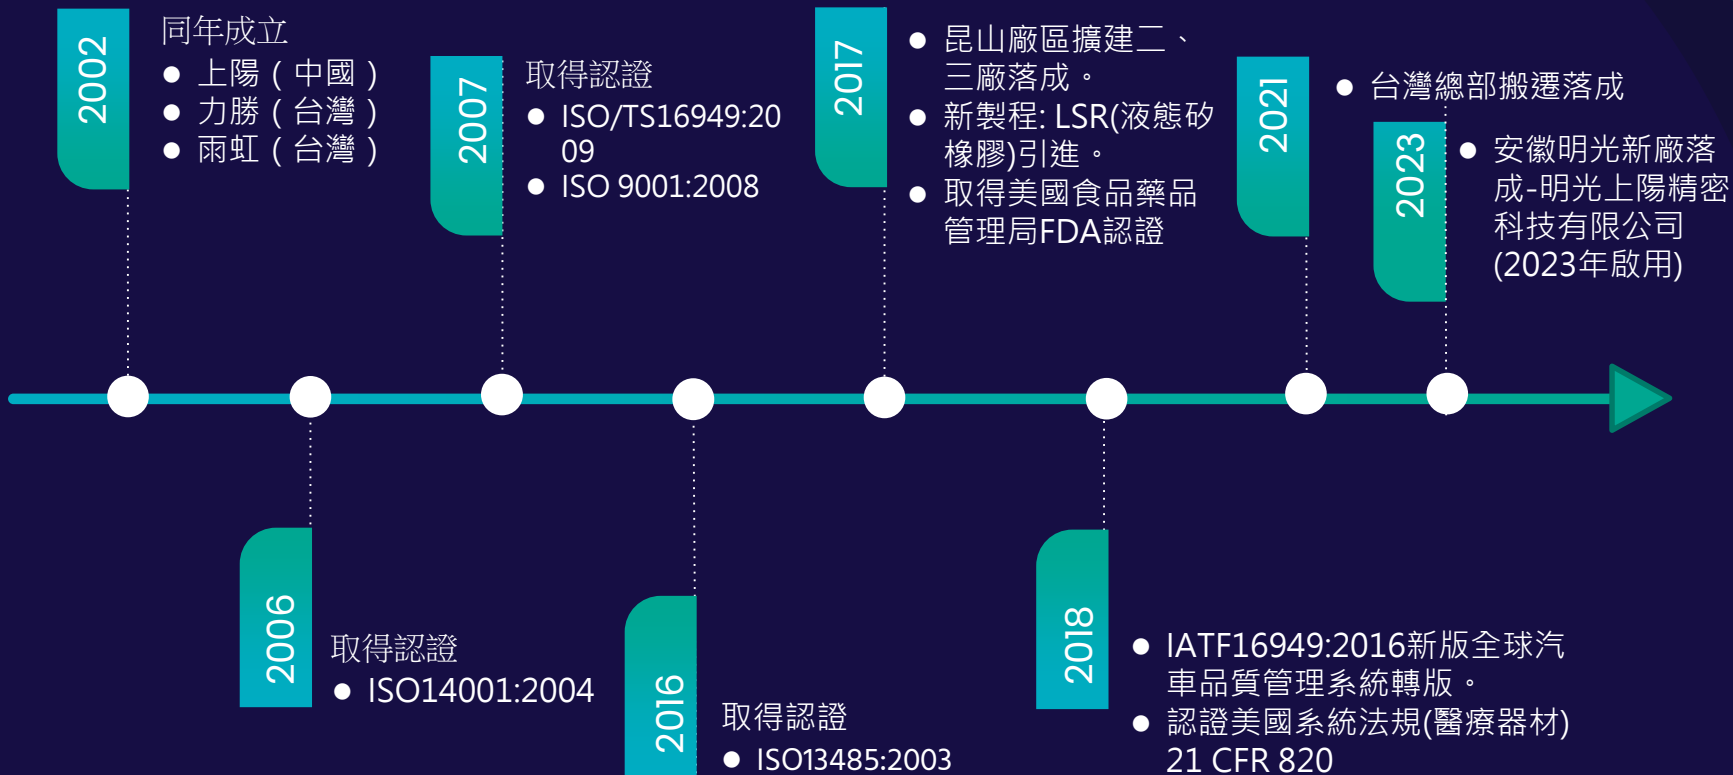 2002
同年成立
● 上陽（中國）
● 力勝（台灣）
● 雨虹（台灣）
2006
取得認證
● ISO14001:2004
2007
取得認證
● ISO/TS16949:20
09
● ISO 9001:2008
2016
取得認證
● ISO13485:2003
2017
● 昆山廠區擴建二、
三廠落成。
● 新製程: LSR(液態矽
橡膠)引進。
● 取得美國食品藥品
管理局FDA認證
2018
● IATF16949:2016新版全球汽
車品質管理系統轉版。
● 認證美國系統法規(醫療器材)
21 CFR 820
2021
● 台灣總部搬遷落成
2023
● 安徽明光新廠落
成-明光上陽精密
科技有限公司
(2023年啟用)